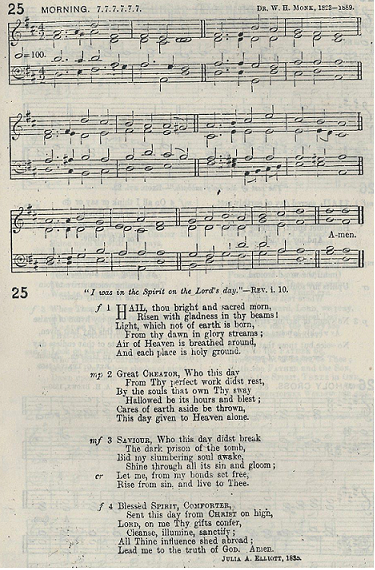 25 MORNING. 7.7.7.7.7.7. DR. W. H. MONK, 1823–1889.
=100.
A-men.
25 "I was in the Spirit on the Lord's day."—REV. i. 10.
f 1 HAIL, thou bright and sacred morn,
Risen with gladness in thy beams!
Light, which not of earth is born,
From thy dawn in glory streams;
Air of Heaven is breathed around,
And each place is holy ground.
mp 2 Great CREATOR, Who this day
From Thy perfect work didst rest,
By the souls that own Thy sway
Hallowed be its hours and blest;
Cares of earth aside be thrown,
This day given to Heaven alone.
mf 3 SAVIOUR, Who this day didst break
The dark prison of the tomb,
Bid my slumbering soul awake,
Shine through all its sin and gloom;
cr Let me, from my bonds set free,
Rise from sin, and live to Thee.
f 4 Blessed SPIRIT, COMFORTER,
Sent this day from CHRIST on high,
LORD, on me Thy gifts confer,
Cleanse, illumine, sanctify;
All Thine influence shed abroad;
Lead me to the truth of GOD. Amen.
JULIA A. ELLIOTT, 1835.